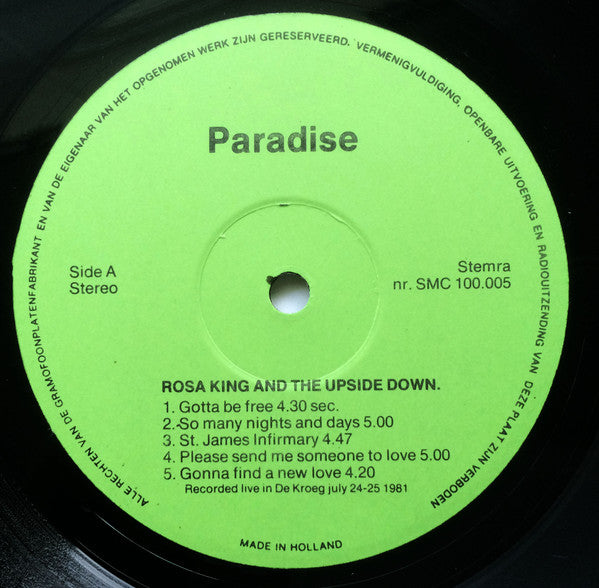 ALLE RECHTEN VAN DE GRAMOFOONPLATENFABRIKANT EN VAN DE EIGENAAR VAN HET OPGENOMEN WERK ZIJN GERESERVEERD. VERMENIGVULDIGING, OPENBARE UITVOERING EN RADIOUITZENDING VAN DEZE PLAAT ZIJN VERBODEN
Paradise
Side A
Stereo
Stemra
nr. SMC 100.005
ROSA KING AND THE UPSIDE DOWN.
1. Gotta be free 4.30 sec.
2.-So many nights and days 5.00
3. St. James Infirmary 4.47
4. Please send me someone to love 5.00
5. Gonna find a new love 4.20
Recorded live in De Kroeg july 24-25 1981
MADE IN HOLLAND